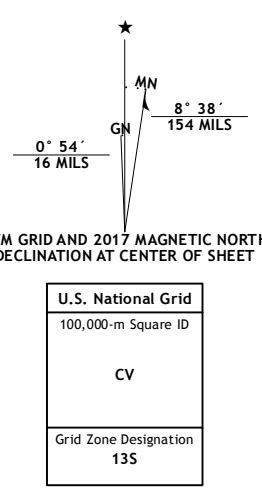 ★
MN
8° 38´
154 MILS
GN
0° 54´
16 MILS
M GRID AND 2017 MAGNETIC NORTH
DECLINATION AT CENTER OF SHEET
U.S. National Grid
100,000-m Square ID
CV
Grid Zone Designation
13S